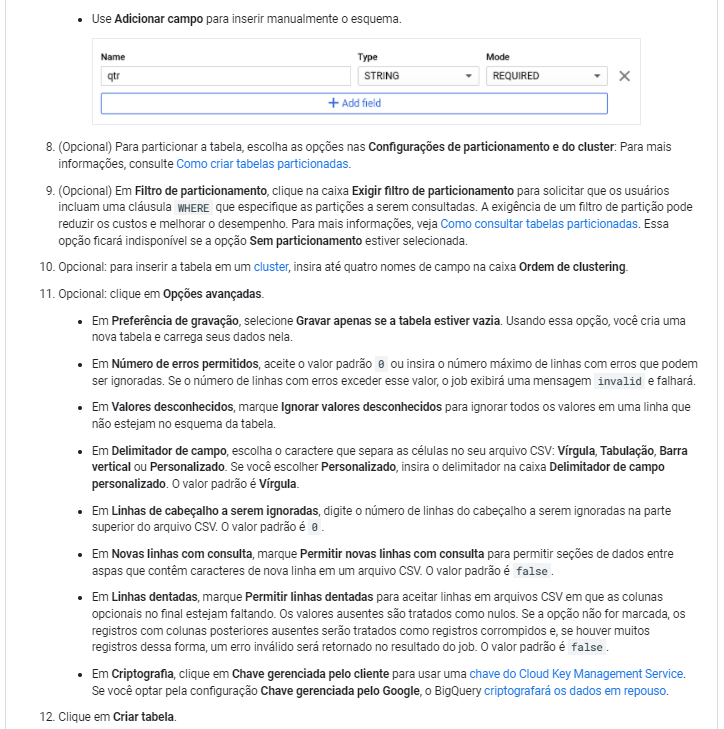 • Use Adicionar campo para inserir manualmente o esquema.
Name Type Mode
qtr STRING REQUIRED
+ Add field
8. (Opcional) Para particionar a tabela, escolha as opções nas Configurações de particionamento e do cluster: Para mais
informações, consulte Como criar tabelas particionadas.
9. (Opcional) Em Filtro de particionamento, clique na caixa Exigir filtro de particionamento para solicitar que os usuários
incluam uma cláusula WHERE que especifique as partições a serem consultadas. A exigência de um filtro de partição pode
reduzir os custos e melhorar o desempenho. Para mais informações, veja Como consultar tabelas particionadas. Essa
opção ficará indisponível se a opção Sem particionamento estiver selecionada.
10. Opcional: para inserir a tabela em um cluster, insira até quatro nomes de campo na caixa Ordem de clustering.
11. Opcional: clique em Opções avançadas.
• Em Preferência de gravação, selecione Gravar apenas se a tabela estiver vazia. Usando essa opção, você cria uma
nova tabela e carrega seus dados nela.
• Em Número de erros permitidos, aceite o valor padrão 0 ou insira o número máximo de linhas com erros que podem
ser ignoradas. Se o número de linhas com erros exceder esse valor, o job exibirá uma mensagem invalid e falhará.
• Em Valores desconhecidos, marque Ignorar valores desconhecidos para ignorar todos os valores em uma linha que
não estejam no esquema da tabela.
• Em Delimitador de campo, escolha o caractere que separa as células no seu arquivo CSV: Vírgula, Tabulação, Barra
vertical ou Personalizado. Se você escolher Personalizado, insira o delimitador na caixa Delimitador de campo
personalizado. O valor padrão é Vírgula.
• Em Linhas de cabeçalho a serem ignoradas, digite o número de linhas do cabeçalho a serem ignoradas na parte
superior do arquivo CSV. O valor padrão é 0.
• Em Novas linhas com consulta, marque Permitir novas linhas com consulta para permitir seções de dados entre
aspas que contêm caracteres de nova linha em um arquivo CSV. O valor padrão é false.
• Em Linhas dentadas, marque Permitir linhas dentadas para aceitar linhas em arquivos CSV em que as colunas
opcionais no final estejam faltando. Os valores ausentes são tratados como nulos. Se a opção não for marcada, os
registros com colunas posteriores ausentes serão tratados como registros corrompidos e, se houver muitos
registros dessa forma, um erro inválido será retornado no resultado do job. O valor padrão é false.
• Em Criptografia, clique em Chave gerenciada pelo cliente para usar uma chave do Cloud Key Management Service.
Se você optar pela configuração Chave gerenciada pelo Google, o BigQuery criptografará os dados em repouso.
12. Clique em Criar tabela.